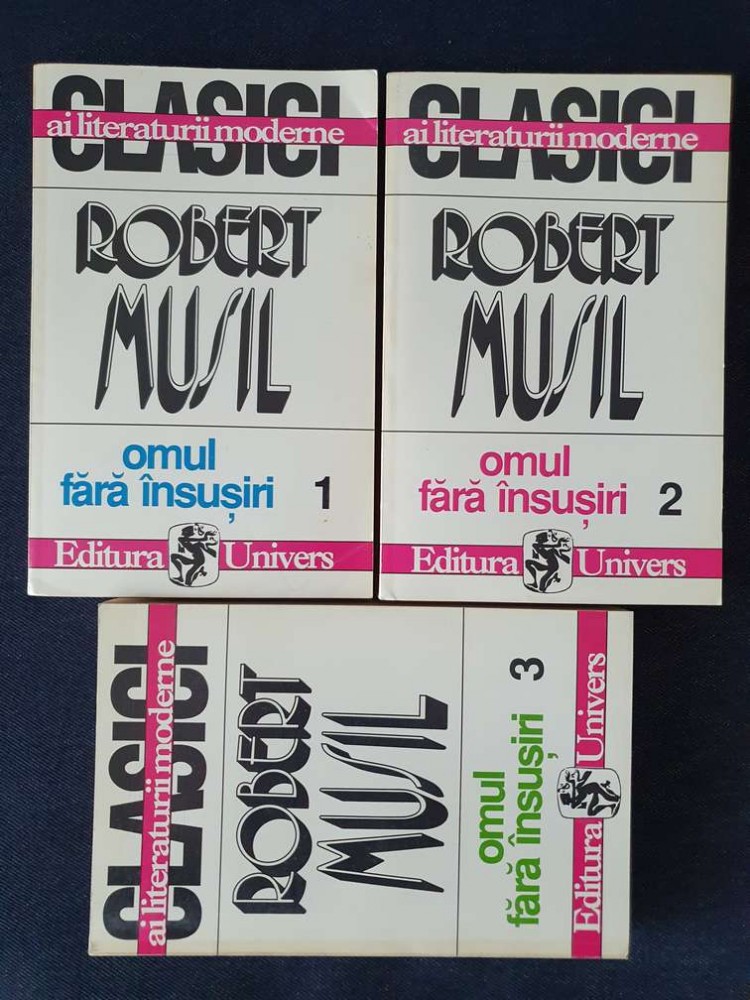 CLASICI
ai literaturii moderne
ROBERT
MUSIL
omul
fără însușiri 1
Editura Univers
CLASICI
ai literaturii moderne
ROBERT
MUSIL
omul
fără însușiri 2
Editura Univers
CLASICI
ai literaturii moderne
ROBERT
MUSIL
omul
fără însușiri 3
Editura Univers